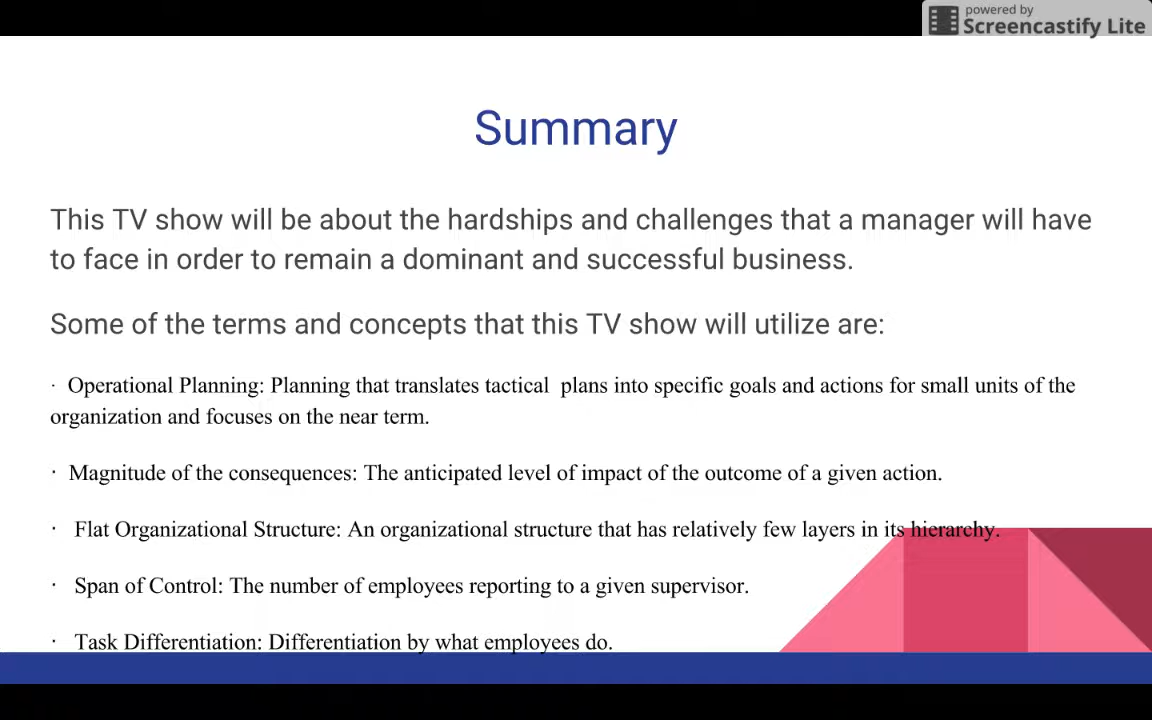 powered by
Screencastify Lite
Summary
This TV show will be about the hardships and challenges that a manager will have
to face in order to remain a dominant and successful business.
Some of the terms and concepts that this TV show will utilize are:
· Operational Planning: Planning that translates tactical  plans into specific goals and actions for small units of the
organization and focuses on the near term.
· Magnitude of the consequences: The anticipated level of impact of the outcome of a given action.
· Flat Organizational Structure: An organizational structure that has relatively few layers in its hierarchy.
· Span of Control: The number of employees reporting to a given supervisor.
· Task Differentiation: Differentiation by what employees do.